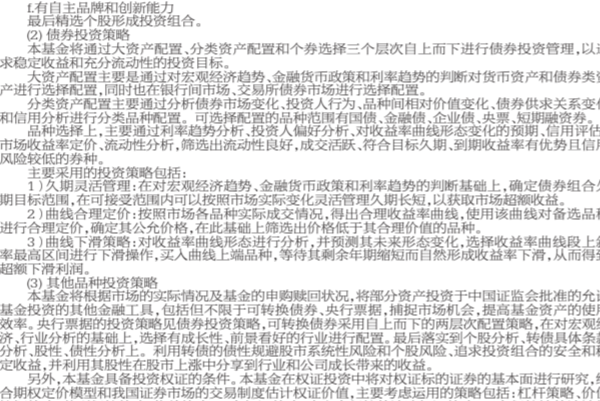 f.有自主品牌和创新能力
最后精选个股形成投资组合。
(2) 债券投资策略
本基金将通过大资产配置、分类资产配置和个券选择三个层次自上而下进行债券投资管理，以追
求稳定收益和充分流动性的投资目标。
大资产配置主要是通过对宏观经济趋势、金融货币政策和利率趋势的判断对货币资产和债券类资
产进行选择配置，同时也在银行间市场、交易所债券市场进行选择配置。
分类资产配置主要通过分析债券市场变化、投资人行为、品种间相对价值变化、债券供求关系变化
和信用分析进行分类品种配置。可选择配置的品种范围有国债、金融债、企业债、央票、短期融资券。
品种选择上，主要通过利率趋势分析、投资人偏好分析、对收益率曲线形态变化的预期、信用评估
市场收益率定价、流动性分析，筛选出流动性良好，成交活跃、符合目标久期、到期收益率有优势且信用
风险较低的券种。
主要采用的投资策略包括：
1）久期灵活管理：在对宏观经济趋势、金融货币政策和利率趋势的判断基础上，确定债券组合久
期目标范围，在可接受范围内可以按照市场实际变化灵活管理久期长短，以获取市场超额收益。
2）曲线合理定价：按照市场各品种实际成交情况，得出合理收益率曲线，使用该曲线对备选品种
进行合理定价，确定其公允价格，在此基础上筛选出价格低于其合理价值的品种。
3）曲线下滑策略：对收益率曲线形态进行分析，并预测其未来形态变化，选择收益率曲线段上斜
率最高区间进行下滑操作，买入曲线上端品种，等待其剩余年期缩短而自然形成收益率下滑，从而得到
超额下滑利润。
(3) 其他品种投资策略
本基金将根据市场的实际情况及基金的申购赎回状况，将部分资产投资于中国证监会批准的允许
基金投资的其他金融工具，包括但不限于可转换债券、央行票据，捕捉市场机会，提高基金资产的使用
效率。央行票据的投资策略见债券投资策略，可转换债券采用自上而下的两层次配置策略，在对宏观经
济、行业分析的基础上，选择有成长性、前景看好的行业进行配置。最后落实到个股分析、转债具体条款
分析、股性、债性分析上。利用转债的债性规避股市系统性风险和个股风险、追求投资组合的安全和稳
定收益，并利用其股性在股市上涨中分享到行业和公司成长带来的收益。
另外，本基金具备投资权证的条件。本基金在权证投资中将对权证标的证券的基本面进行研究，结
合期权定价模型和我国证券市场的交易制度估计权证价值，主要考虑运用的策略包括：杠杆策略、价值